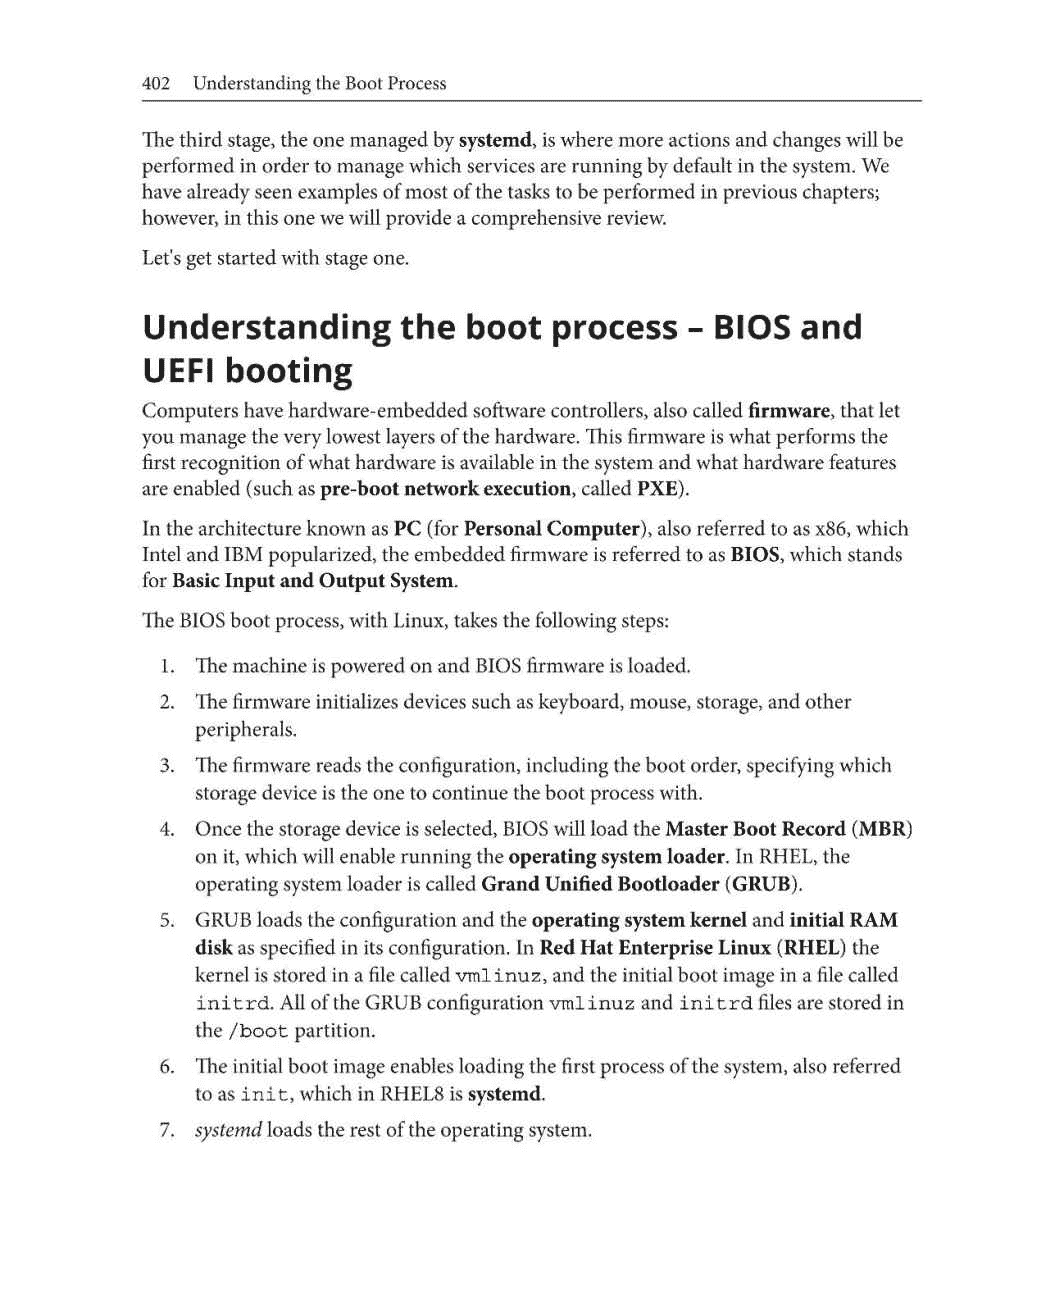 402 Understanding the Boot Process
The third stage, the one managed by systemd, is where more actions and changes will be
performed in order to manage which services are running by default in the system. We
have already seen examples of most of the tasks to be performed in previous chapters;
however, in this one we will provide a comprehensive review.
Let's get started with stage one.
Understanding the boot process – BIOS and
UEFI booting
Computers have hardware-embedded software controllers, also called firmware, that let
you manage the very lowest layers of the hardware. This firmware is what performs the
first recognition of what hardware is available in the system and what hardware features
are enabled (such as pre-boot network execution, called PXE).
In the architecture known as PC (for Personal Computer), also referred to as x86, which
Intel and IBM popularized, the embedded firmware is referred to as BIOS, which stands
for Basic Input and Output System.
The BIOS boot process, with Linux, takes the following steps:
1. The machine is powered on and BIOS firmware is loaded.
2. The firmware initializes devices such as keyboard, mouse, storage, and other
peripherals.
3. The firmware reads the configuration, including the boot order, specifying which
storage device is the one to continue the boot process with.
4. Once the storage device is selected, BIOS will load the Master Boot Record (MBR)
on it, which will enable running the operating system loader. In RHEL, the
operating system loader is called Grand Unified Bootloader (GRUB).
5. GRUB loads the configuration and the operating system kernel and initial RAM
disk as specified in its configuration. In Red Hat Enterprise Linux (RHEL) the
kernel is stored in a file called vmlinuz, and the initial boot image in a file called
initrd. All of the GRUB configuration vmlinuz and initrd files are stored in
the /boot partition.
6. The initial boot image enables loading the first process of the system, also referred
to as init, which in RHEL8 is systemd.
7. systemd loads the rest of the operating system.